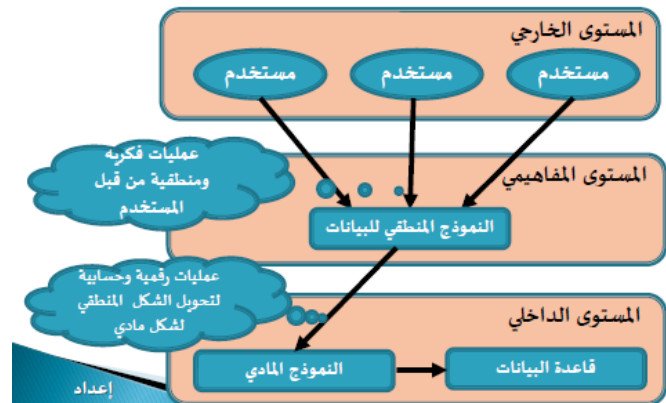 المستوى الخارجي
مستخدم
مستخدم
مستخدم
المستوى المفاهيمي
عمليات فكريه
ومنطقية من قبل
المستخدم
النموذج المنطقي للبيانات
المستوى الداخلي
عمليات رقمية وحسابية
لتحويل الشكل المنطقي
لشكل مادي
قاعدة البيانات
النموذج المادي
إعداد